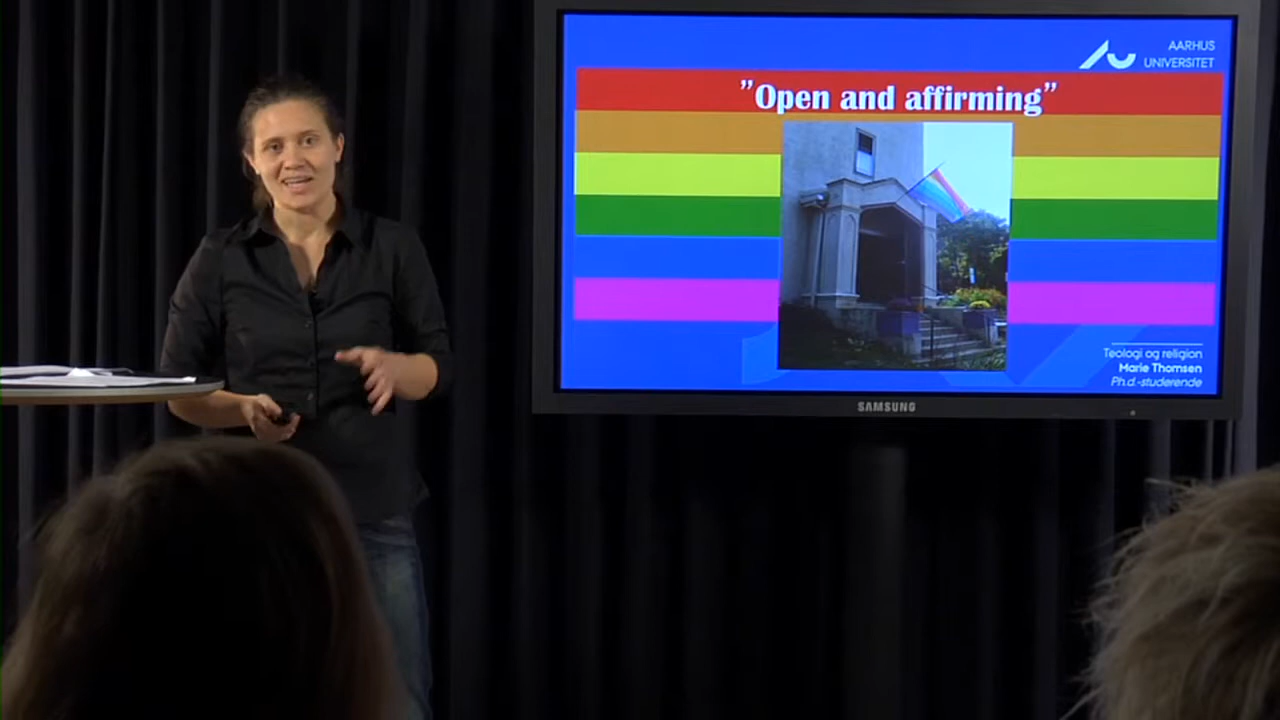 AARHUS
UNIVERSITET
”Open and affirming”
Teologi og religion
Marie Thomsen
Ph.d.-studerende
SAMSUNG